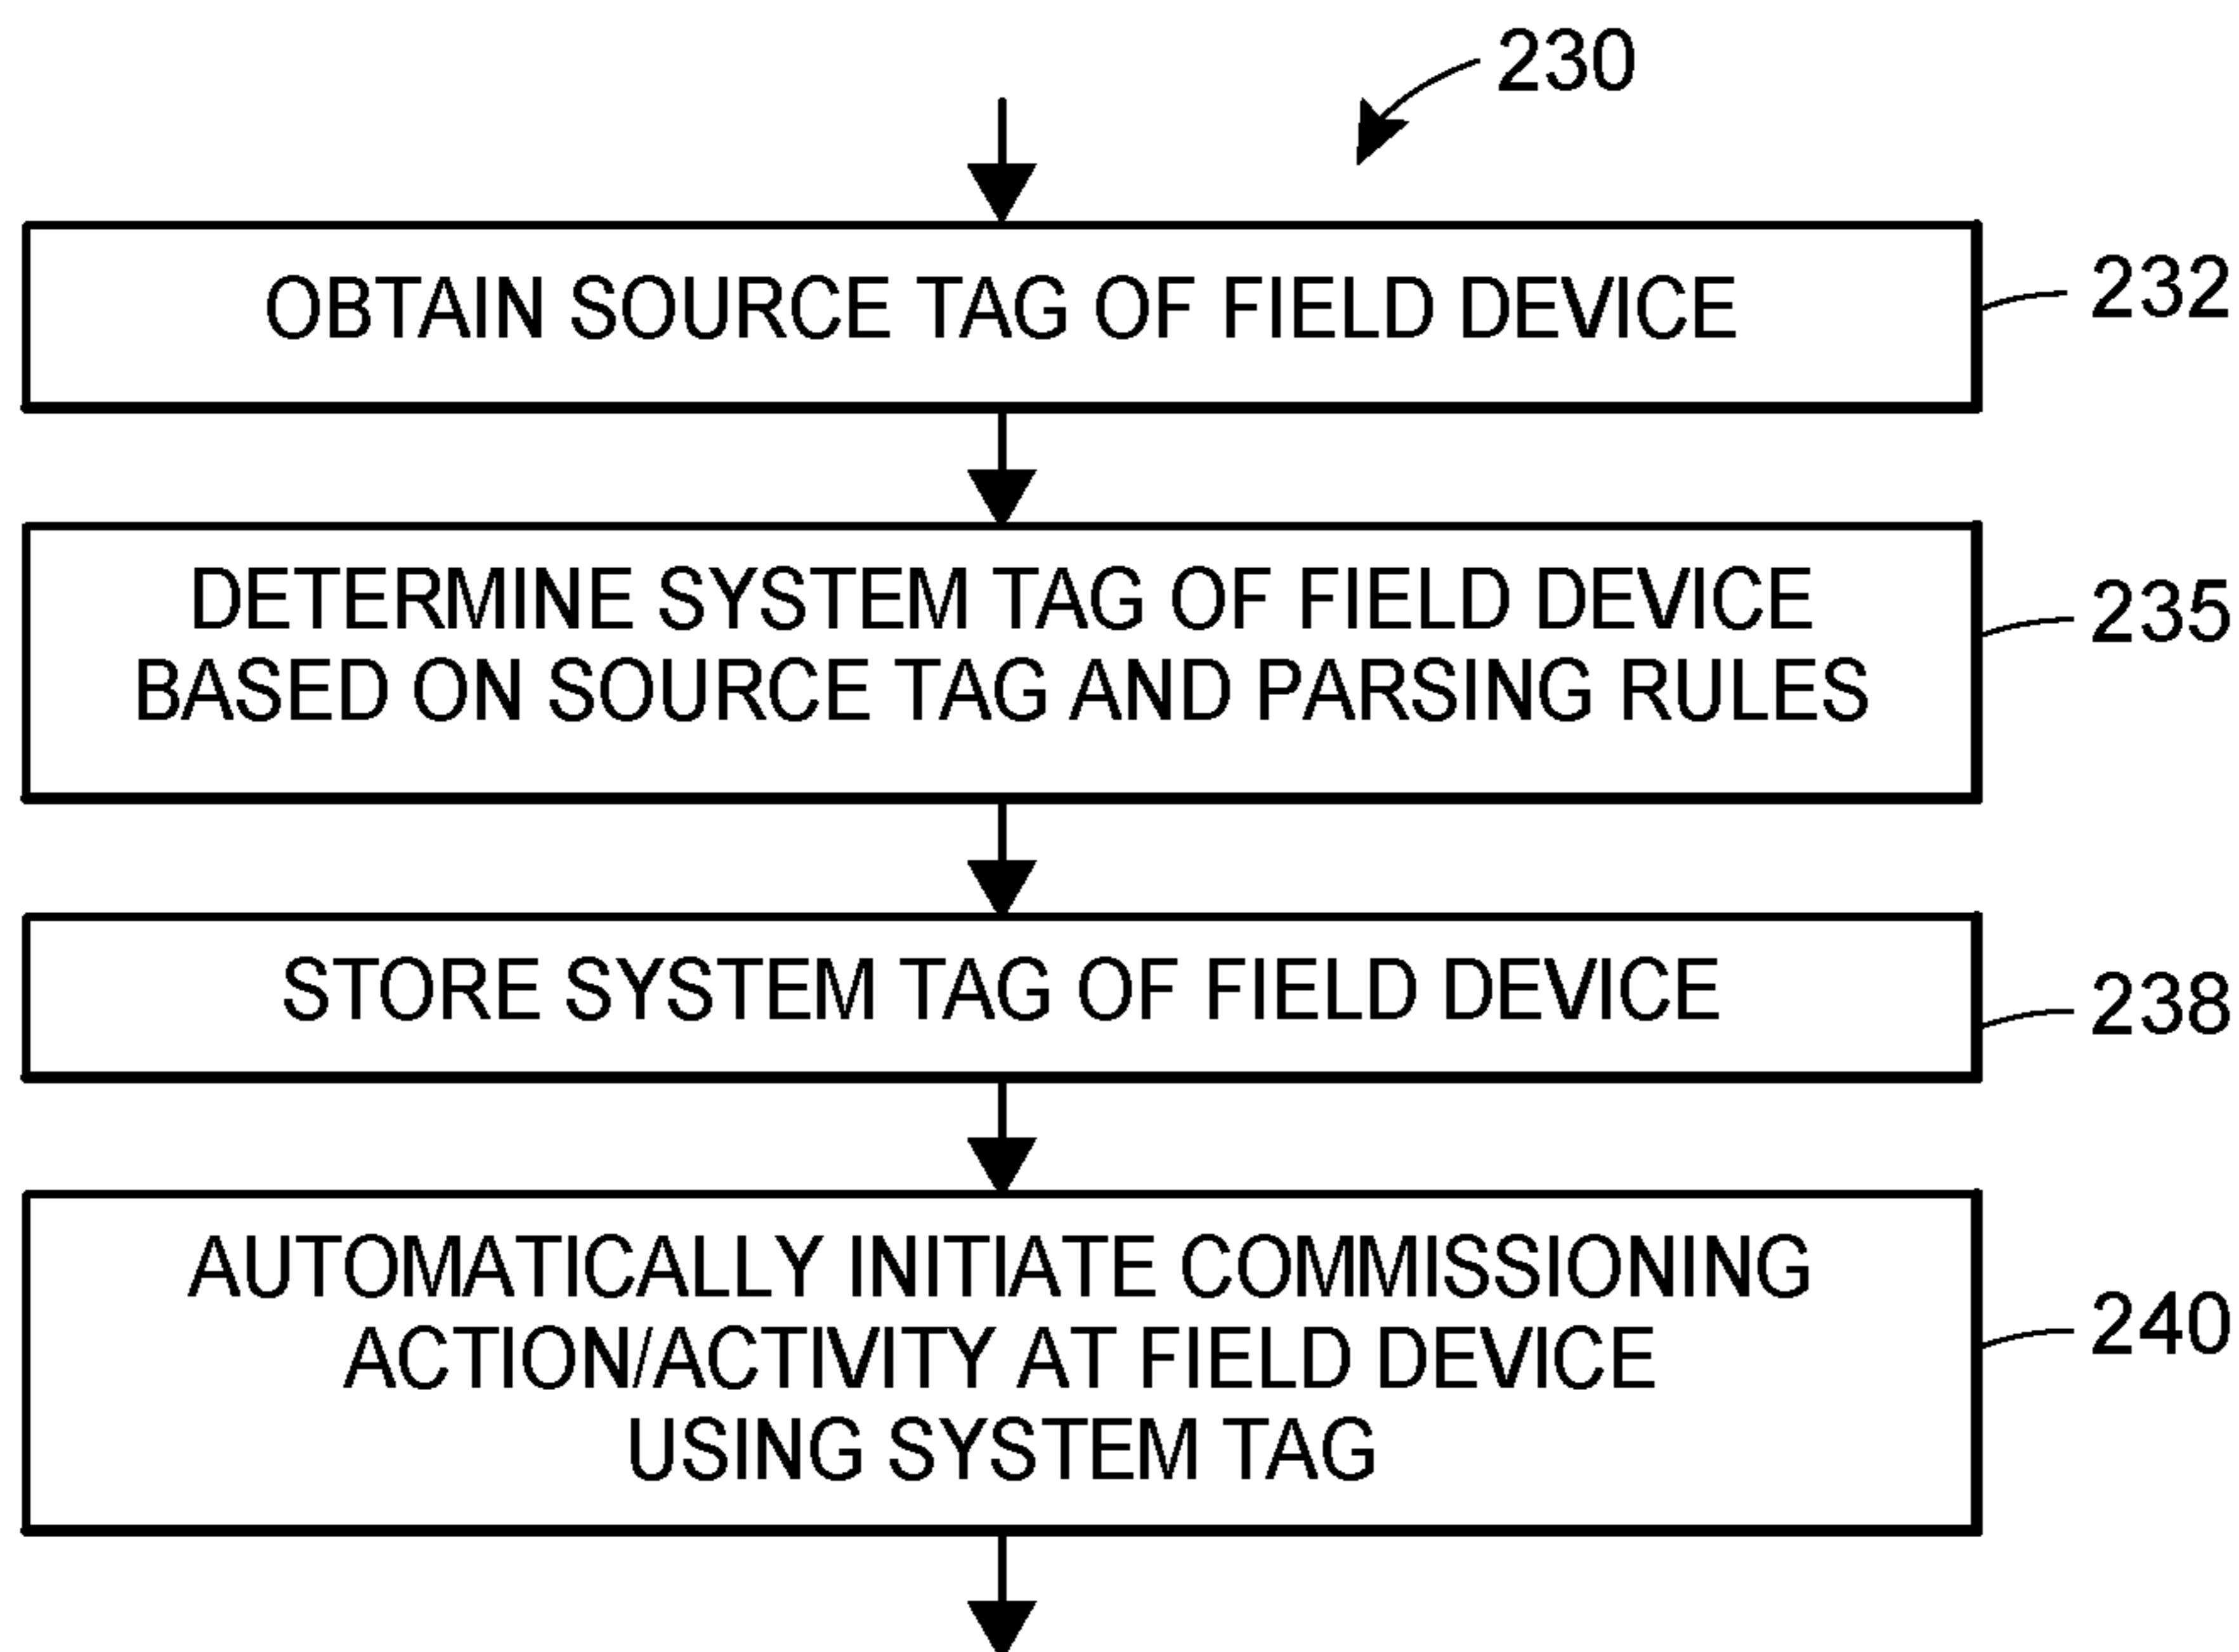 230
OBTAIN SOURCE TAG OF FIELD DEVICE
232
DETERMINE SYSTEM TAG OF FIELD DEVICE
BASED ON SOURCE TAG AND PARSING RULES
235
STORE SYSTEM TAG OF FIELD DEVICE
238
AUTOMATICALLY INITIATE COMMISSIONING
ACTION/ACTIVITY AT FIELD DEVICE
USING SYSTEM TAG
240